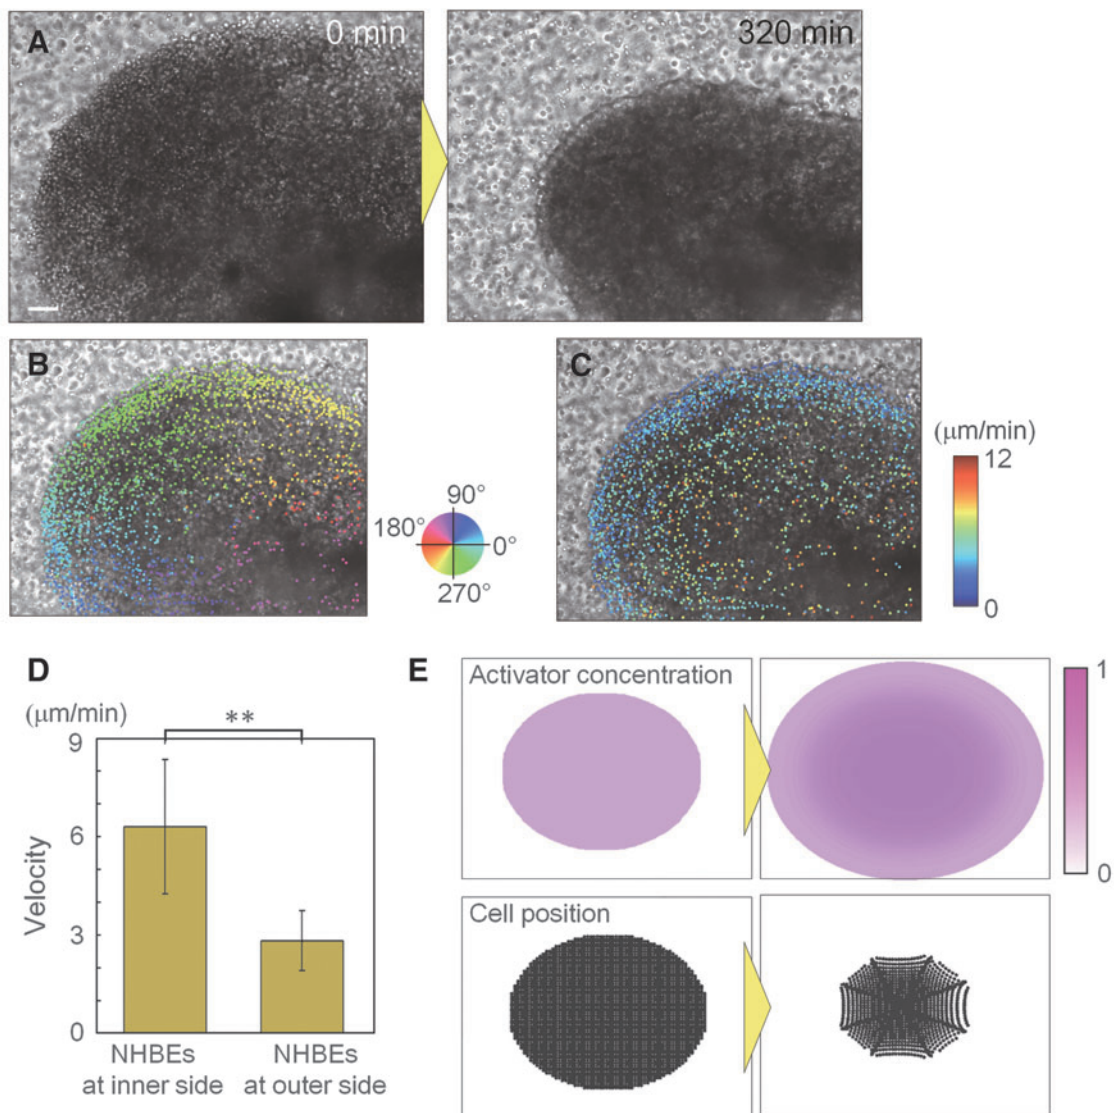 A
0 min
320 min
B
90°
180°
0°
270°
C
(μm/min)
12
0
D
(μm/min)
**
9
6
3
0
Velocity
NHBEs
at inner side
NHBEs
at outer side
E
Activator concentration
1
0
Cell position